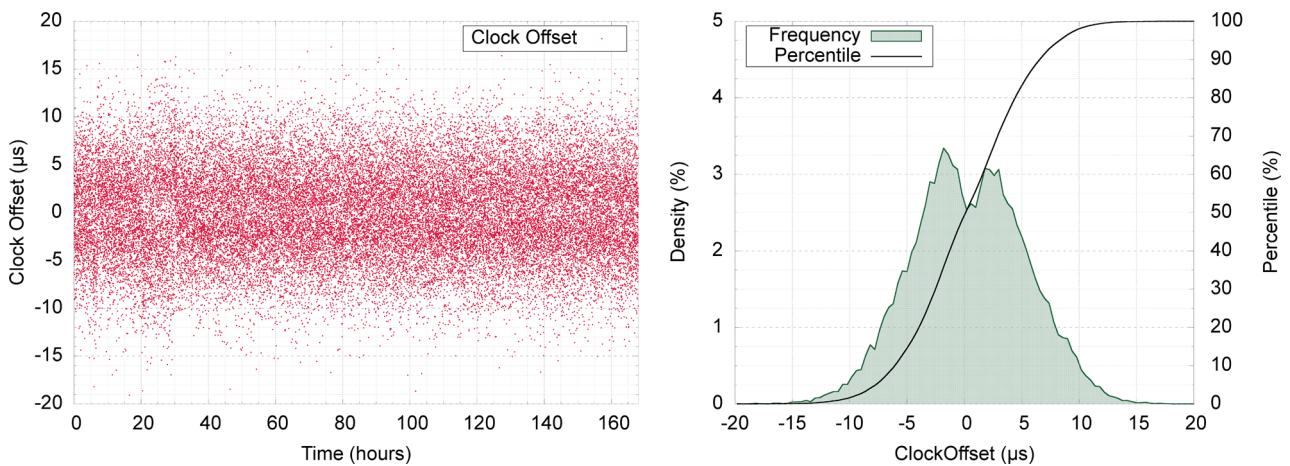 20
15
10
5
0
-5
-10
-15
-20
Clock Offset (µs)
Clock Offset
0 20 40 60 80 100 120 140 160
Time (hours)
5
4
3
2
1
0
Density (%)
Frequency
Percentile
100
90
80
70
60
50
40
30
20
10
0
Percentile (%)
-20 -15 -10 -5 0 5 10 15 20
ClockOffset (µs)